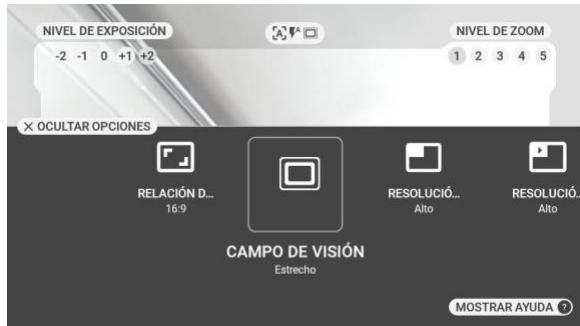 NIVEL DE EXPOSICIÓN
NIVEL DE ZOOM
-2 -1 0 +1 +2
1 2 3 4 5
X OCULTAR OPCIONES
RELACIÓN D...
16:9
CAMPO DE VISIÓN
Estrecho
RESOLUCIÓ...
Alto
RESOLUCIÓ..
Alto
MOSTRAR AYUDA ?